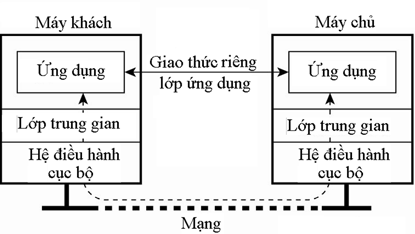 Máy khách
Máy chủ
Ứng dụng
Giao thức riêng
lớp ứng dụng
Ứng dụng
Lớp trung gian
Lớp trung gian
Hệ điều hành
cục bộ
Hệ điều hành
cục bộ
Mạng